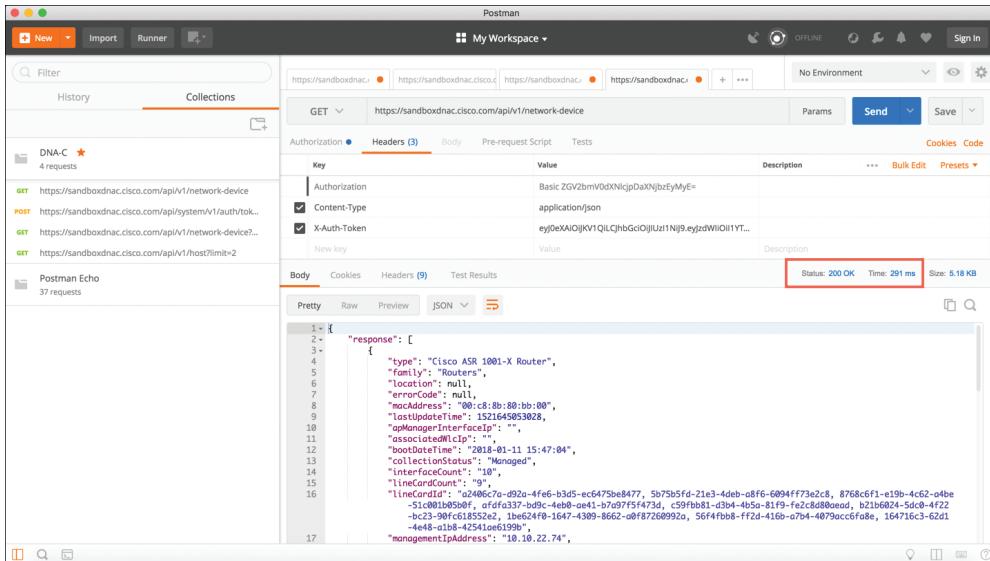 Postman
New
Import
Runner
My Workspace
OFFLINE
Sign In
Filter
History
Collections
DNA-C
4 requests
GET https://sandboxdnac.cisco.com/api/v1/network-device
POST https://sandboxdnac.cisco.com/api/system/v1/auth/tok...
GET https://sandboxdnac.cisco.com/api/v1/network-device?...
GET https://sandboxdnac.cisco.com/api/v1/host?limit=2
Postman Echo
37 requests
https://sandboxdnac.c
https://sandboxdnac.cisco.c
https://sandboxdnac.c
https://sandboxdnac.c
+ •••
No Environment
GET https://sandboxdnac.cisco.com/api/v1/network-device
Params
Send
Save
Authorization Headers (3) Body Pre-request Script Tests
Cookies Code
Key Value Description ••• Bulk Edit Presets
Authorization Basic ZGV2bmV0dXNlcjpDaXNjbzEyMyE=
Content-Type application/json
X-Auth-Token
New key Value Description
Body Cookies Headers (9) Test Results
Status: 200 OK Time: 291 ms Size: 5.18 KB
Pretty Raw Preview JSON
1 {
2 "response": [
3 {
4 "type": "Cisco ASR 1001-X Router",
5 "family": "Routers",
6 "location": null,
7 "errorCode": null,
8 "macAddress": "00:c8:8b:80:bb:00",
9 "lastUpdateTime": 1521645053028,
10 "apManagerInterfaceIp": "",
11 "associatedWlcIp": "",
12 "bootDateTime": "2018-01-11 15:47:04",
13 "collectionStatus": "Managed",
14 "interfaceCount": "10",
15 "lineCardCount": "9",
16 "lineCardId": "a2406c7a-d92a-4fe6-b3d5-ec6475be8477, 5b75b5fd-21e3-4deb-a8f6-6094ff73e2c8, 8768c6f1-e19b-4c62-a4be
-51c001b05b0f, afdfa337-bd9c-4eb0-ae41-b7a97f5f473d, c59fbb81-d3b4-4b5a-81f9-fe2c8d80aead, b21b6024-5dc0-4f22
-bc23-90fc618552e2, 1be624f0-1647-4309-8662-a0f87260992a, 56f4fbb8-ff2d-416b-a7b4-4079acc6fa8e, 164716c3-62d1
-4e48-a1b8-42541ae6199b",
17 "managementIpAddress": "10.10.22.74",